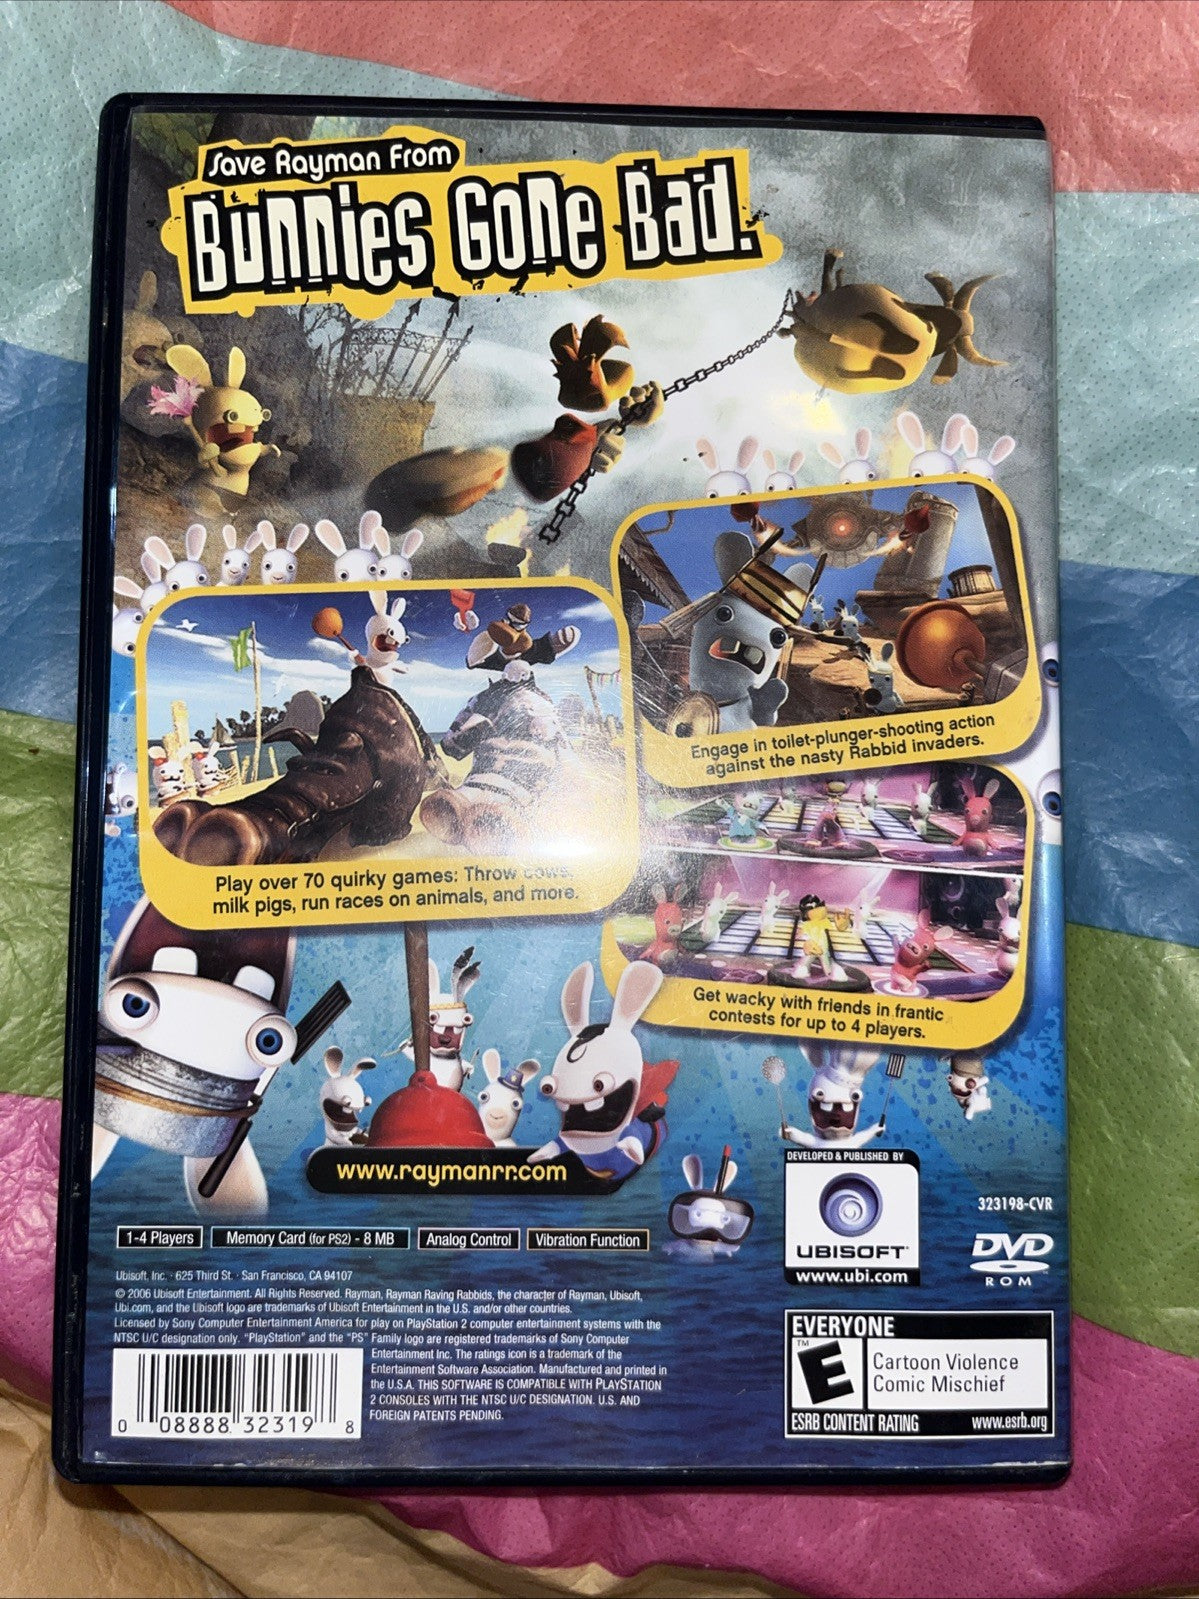 Save Rayman From
Bunnies Gone Bad.
Engage in toilet-plunger-shooting action
against the nasty Rabbid invaders.
Play over 70 quirky games: Throw cows,
milk pigs, run races on animals, and more.
Get wacky with friends in frantic
contests for up to 4 players.
www.raymanrr.com
DEVELOPED & PUBLISHED BY
UBISOFT
www.ubi.com
323198-CVR
DVD
ROM
1-4 Players
Memory Card (for PS2) - 8 MB
Analog Control
Vibration Function
Ubisoft, Inc. · 625 Third St. · San Francisco, CA 94107
© 2006 Ubisoft Entertainment. All Rights Reserved. Rayman, Rayman Raving Rabbids, the character of Rayman, Ubisoft,
Ubi.com, and the Ubisoft logo are trademarks of Ubisoft Entertainment in the U.S. and/or other countries.
Licensed by Sony Computer Entertainment America for play on PlayStation 2 computer entertainment systems with the
NTSC U/C designation only. "PlayStation" and the "PS" Family logo are registered trademarks of Sony Computer
Entertainment Inc. The ratings icon is a trademark of the
Entertainment Software Association. Manufactured and printed in
the U.S.A. THIS SOFTWARE IS COMPATIBLE WITH PLAYSTATION
2 CONSOLES WITH THE NTSC U/C DESIGNATION. U.S. AND
FOREIGN PATENTS PENDING.
0 08888 32319 8
EVERYONE
TM
E
Cartoon Violence
Comic Mischief
ESRB CONTENT RATING www.esrb.org